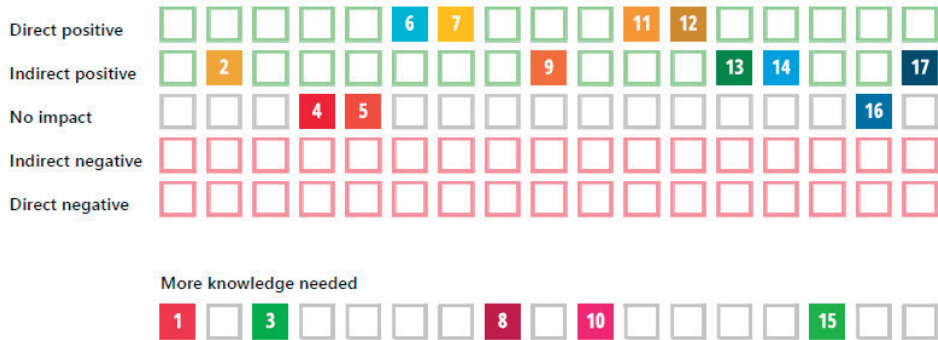 Direct positive 6 7 11 12
Indirect positive 2 9 13 14 17
No impact 4 5 16
Indirect negative
Direct negative
More knowledge needed
1 3 8 10 15